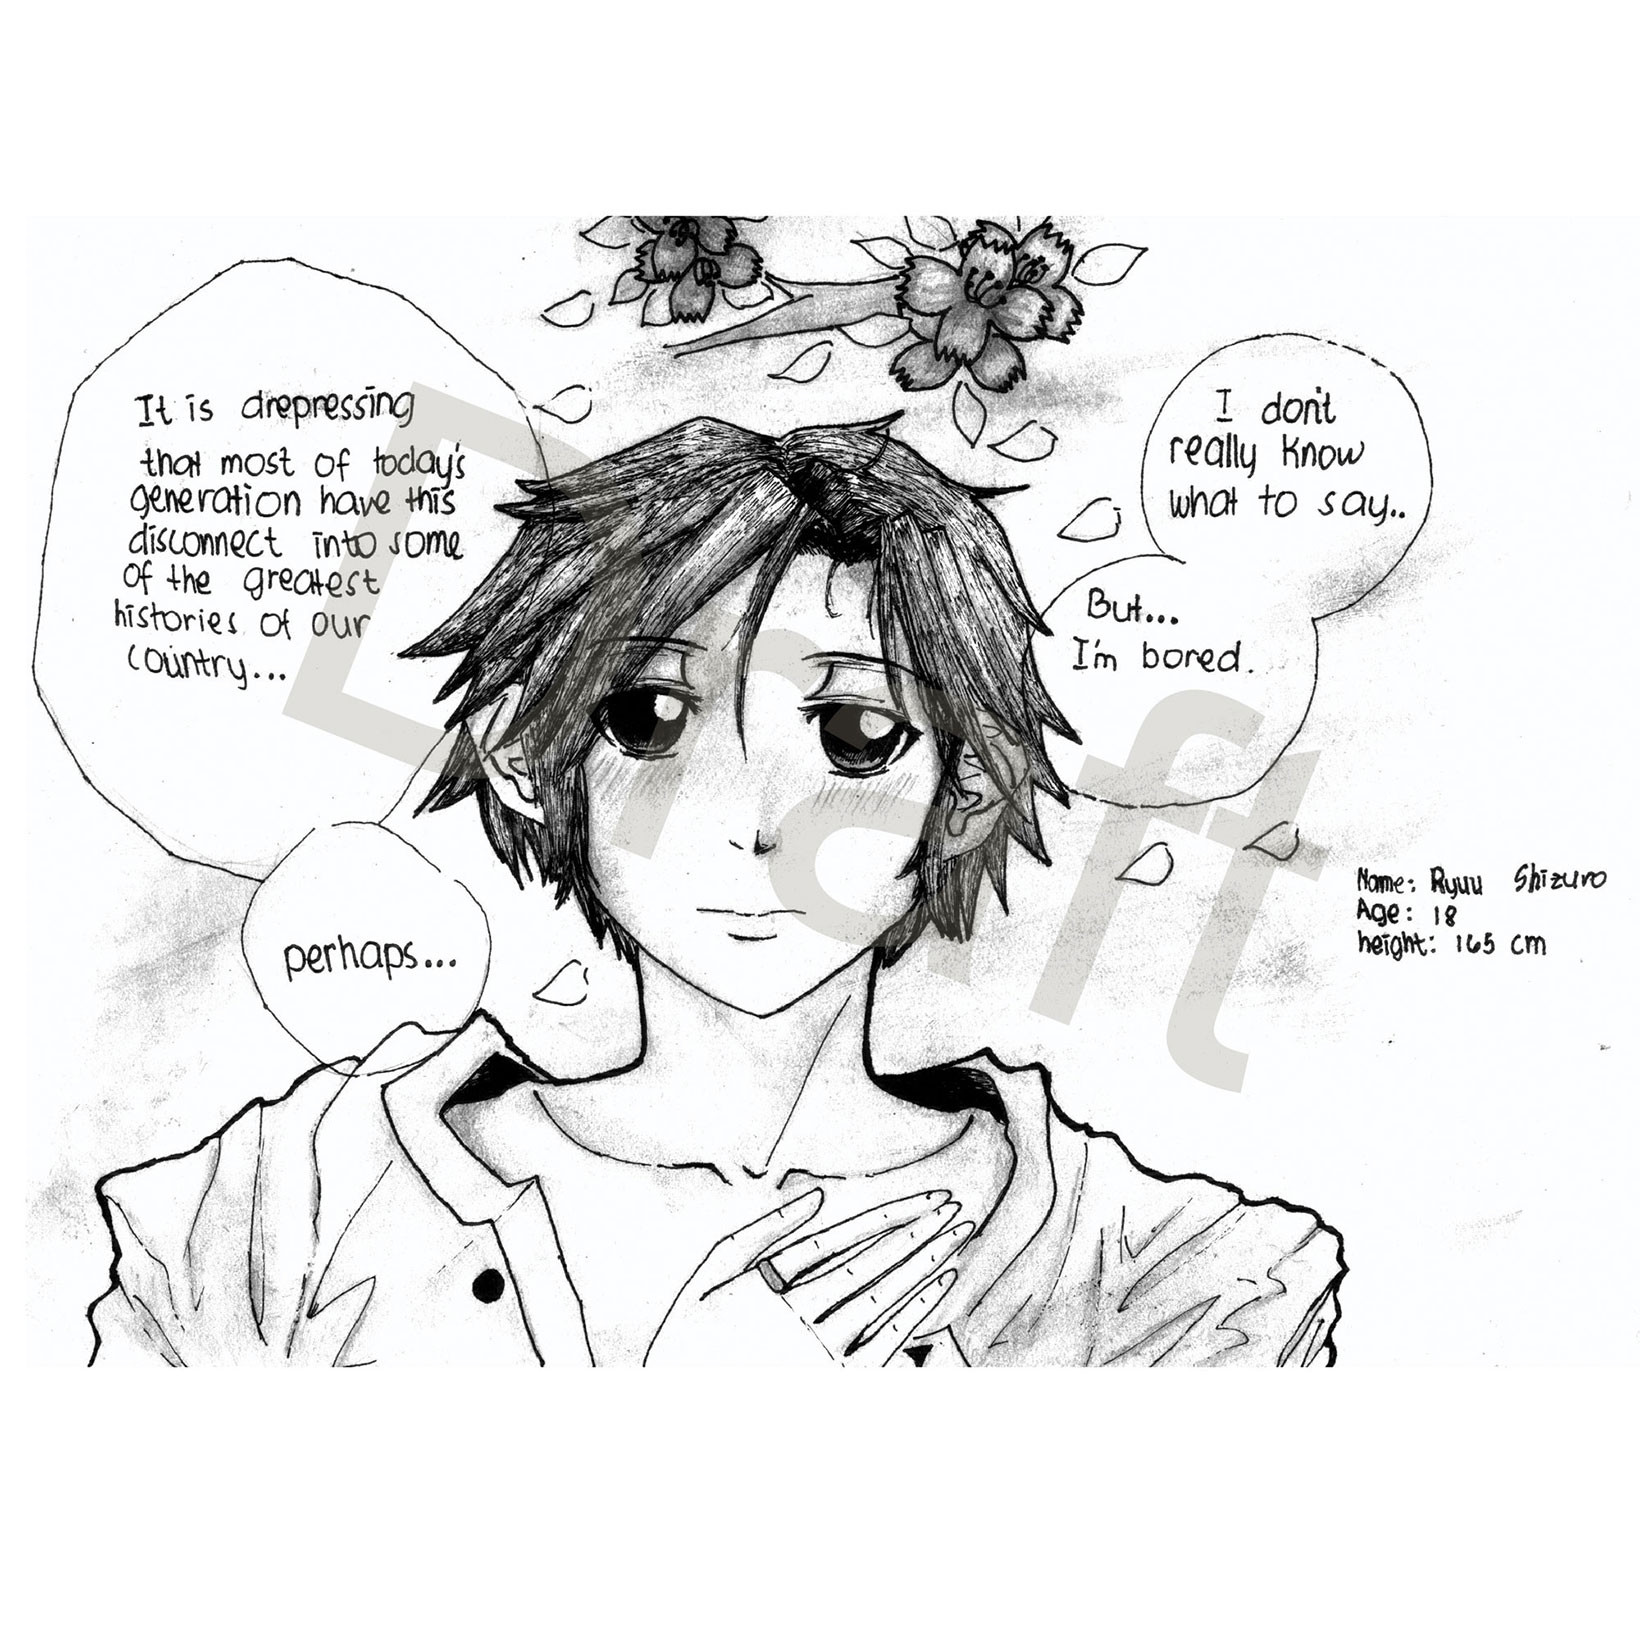 It is drepressing
that most of today's
generation have this
disconnect into some
of the greatest
histories of our
country...
perhaps...
I don't
really know
what to say..
But...
I'm bored.
Name: Ryuu Shizuro
Age: 18
height: 165 cm
Draft